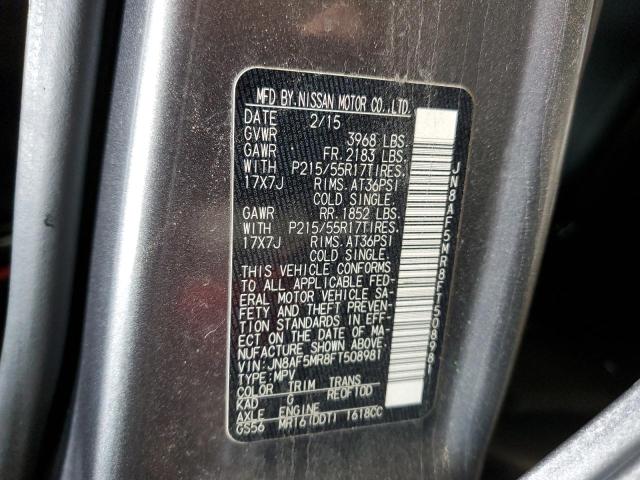 MFD BY. NISSAN MOTOR CO., LTD.
DATE 2/15
GVWR 3968 LBS.
GAWR FR. 2183 LBS.
WITH P215/55R17TIRES.
17X7J RIMS. AT36PSI
COLD SINGLE.
GAWR RR. 1852 LBS.
WITH P215/55R17TIRES.
17X7J RIMS. AT36PSI
COLD SINGLE.
THIS VEHICLE CONFORMS
TO ALL APPLICABLE FED-
ERAL MOTOR VEHICLE SA-
FETY AND THEFT PREVEN-
TION STANDARDS IN EFF-
ECT ON THE DATE OF MA-
NUFACTURE SHOWN ABOVE.
VIN: JN8AF5MR8FT508981
TYPE: MPV
COLOR TRIM TRANS
KAD G RE0F10D
AXLE ENGINE
GS56 MR16(DDT) 1618CC
JN8AF5MR8FT508981